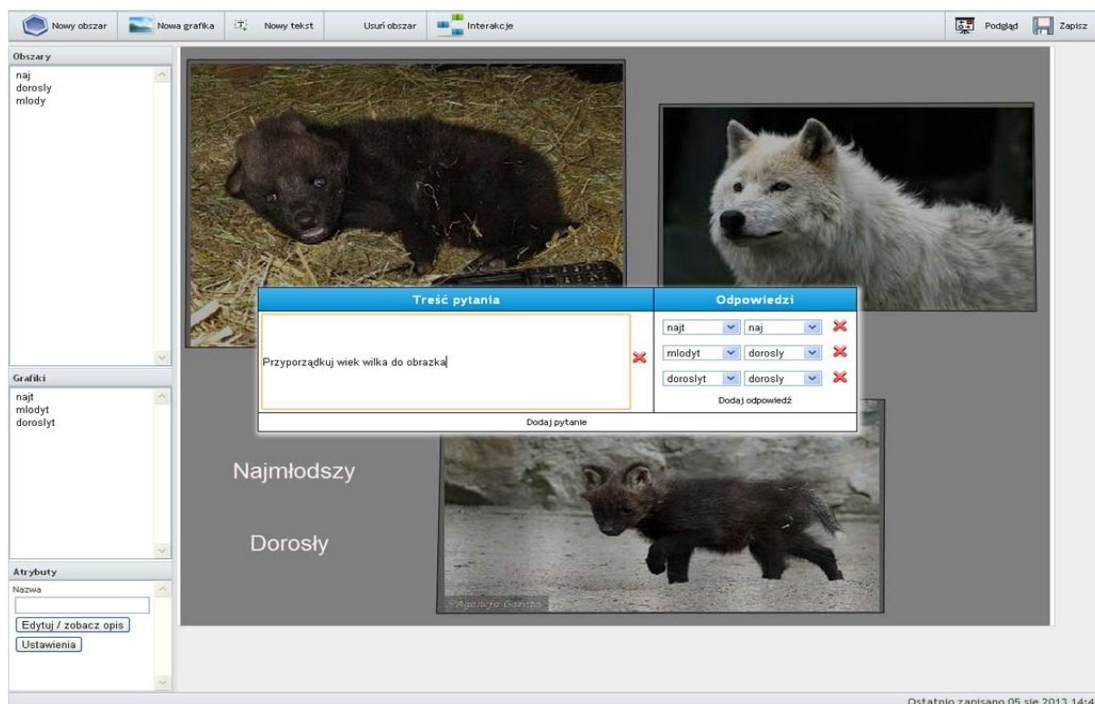 Nowy obszar Nowa grafika Nowy tekst Usuń obszar Interakcje Podgląd Zapisz
Obszary
naj
dorosly
mlody
Treść pytania Odpowiedzi
Przyporządkuj wiek wilka do obrazka
najt naj
mlodyt dorosly
doroslyt dorosly
Dodaj odpowiedź
Dodaj pytanie
Grafiki
najt
mlodyt
doroslyt
Najmłodszy
Dorosły
Atrybuty
Nazwa
Edytuj / zobacz opis
Ustawienia
Ostatnio zapisano 05 sie 2013 14:4